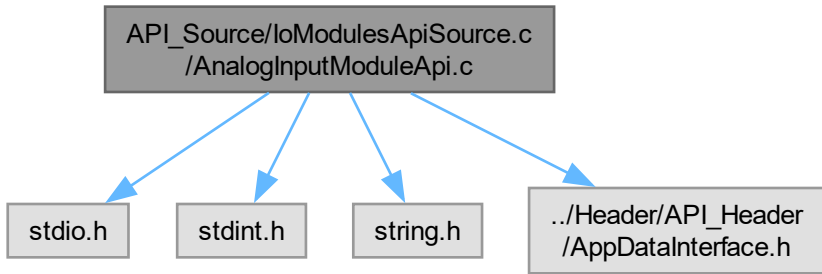 API_Source/IoModulesApiSource.c
/AnalogInputModuleApi.c
stdio.h
stdint.h
string.h
../Header/API_Header
/AppDataInterface.h